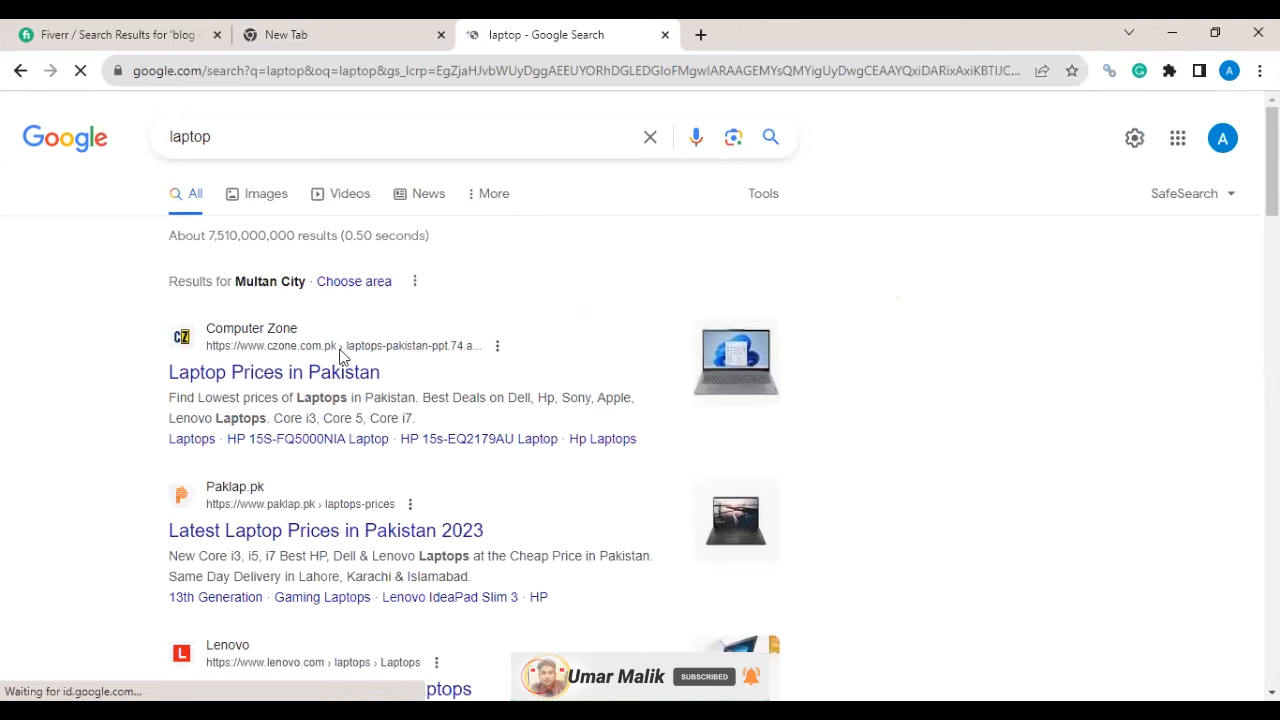 Fiverr / Search Results for 'blog
New Tab
laptop - Google Search
google.com/search?q=laptop&oq=laptop&gs_lcrp=EgZjaHJvbWUyDggAEEUYORhDGLEDGIoFMgwIARAAGEMYsQMYigUyDwgCEAAYQxiDARixAxiKBTIJC...
A
Google
laptop
A
All
Images
Videos
News
More
Tools
SafeSearch
About 7,510,000,000 results (0.50 seconds)
Results for Multan City · Choose area
CZ
Computer Zone
https://www.czone.com.pk › laptops-pakistan-ppt.74.a...
Laptop Prices in Pakistan
Find Lowest prices of Laptops in Pakistan. Best Deals on Dell, Hp, Sony, Apple,
Lenovo Laptops. Core i3, Core 5, Core i7.
Laptops · HP 15S-FQ5000NIA Laptop · HP 15s-EQ2179AU Laptop · Hp Laptops
Paklap.pk
https://www.paklap.pk › laptops-prices
Latest Laptop Prices in Pakistan 2023
New Core i3, i5, i7 Best HP, Dell & Lenovo Laptops at the Cheap Price in Pakistan.
Same Day Delivery in Lahore, Karachi & Islamabad.
13th Generation · Gaming Laptops · Lenovo IdeaPad Slim 3 · HP
L
Lenovo
https://www.lenovo.com › laptops › Laptops
ptops
Umar Malik
SUBSCRIBED
Waiting for id.google.com...